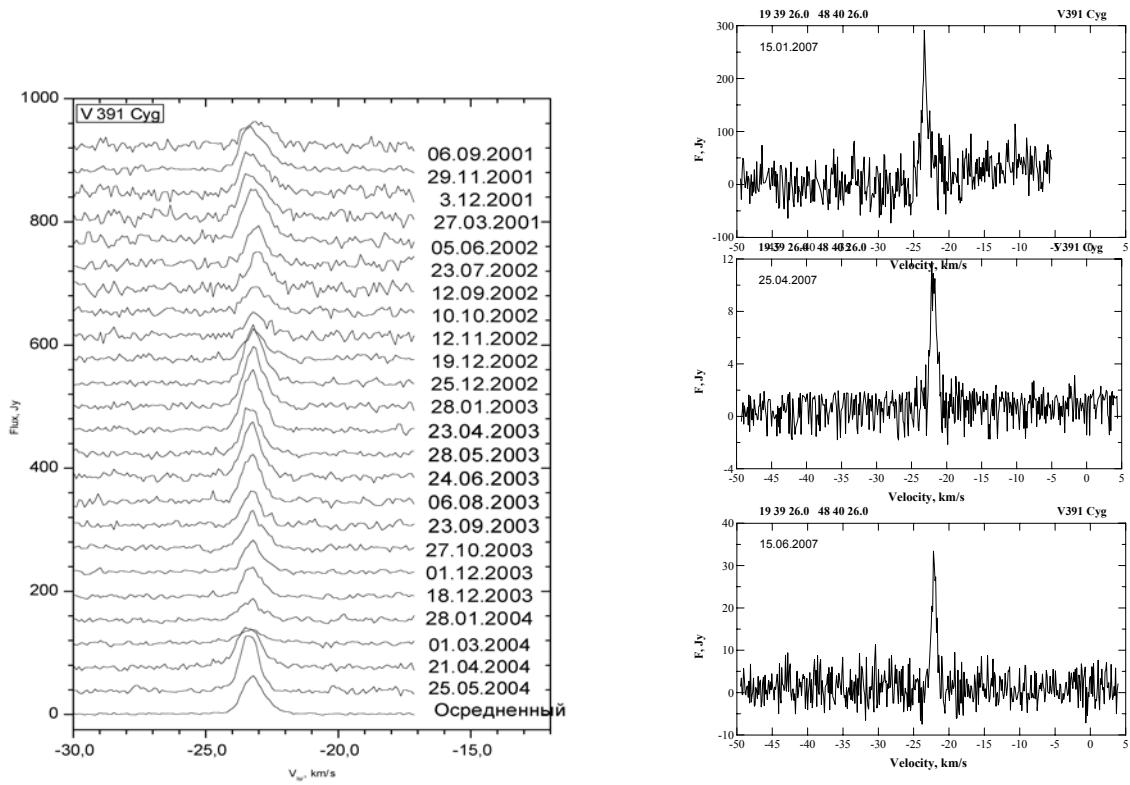 V 391 Cyg
1000
800
600
400
200
0
Flux, Jy
06.09.2001
29.11.2001
3.12.2001
27.03.2001
05.06.2002
23.07.2002
12.09.2002
10.10.2002
12.11.2002
19.12.2002
25.12.2002
28.01.2003
23.04.2003
28.05.2003
24.06.2003
06.08.2003
23.09.2003
27.10.2003
01.12.2003
18.12.2003
28.01.2004
01.03.2004
21.04.2004
25.05.2004
Осредненный
-30,0 -25,0 -20,0 -15,0
km/s
19 39 26.0 48 40 26.0 V391 Cyg
15.01.2007
300
200
100
0
-100
F, Jy
-50 -40 -35 -30 -25 -20 -15 -10 -5 0 5
Velocity, km/s
19 39 26.0 48 40 26.0 V391 Cyg
25.04.2007
12
8
4
0
-4
F, Jy
-50 -45 -40 -35 -30 -25 -20 -15 -10 -5 0 5
Velocity, km/s
19 39 26.0 48 40 26.0 V391 Cyg
15.06.2007
40
30
20
10
0
-10
F, Jy
-50 -45 -40 -35 -30 -25 -20 -15 -10 -5 0 5
Velocity, km/s